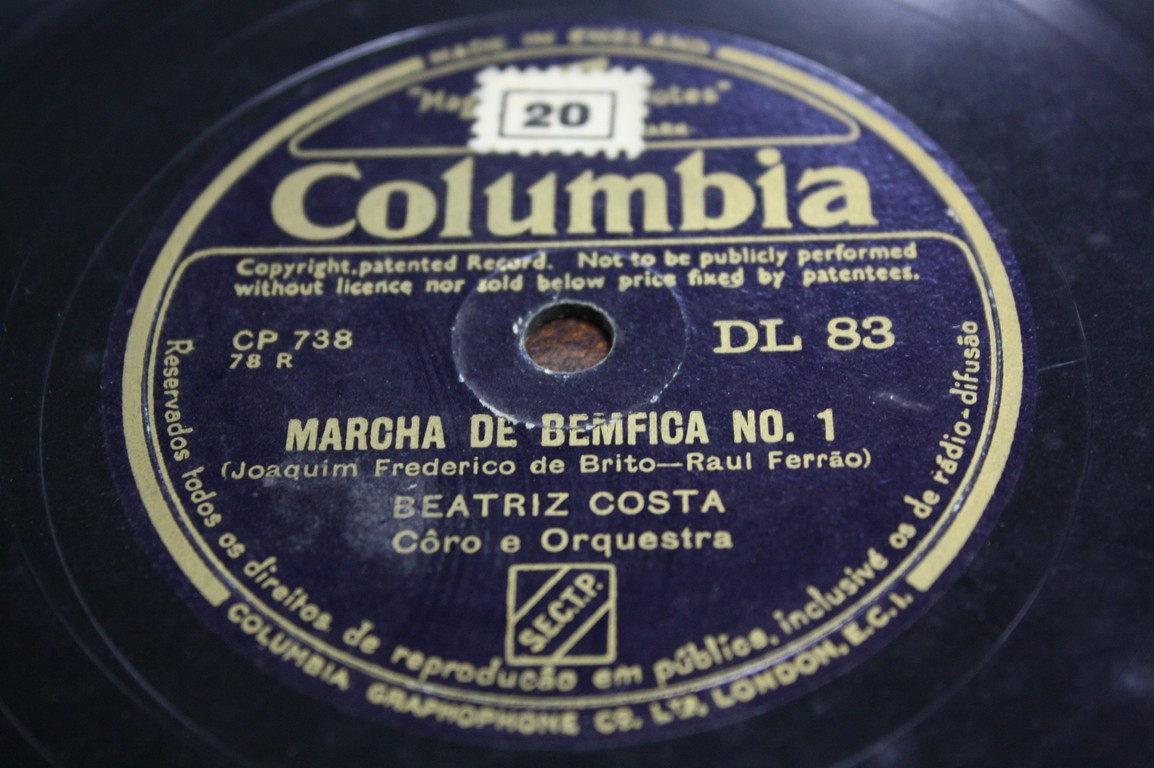 MADE IN ENGLAND
20
Columbia
Copyright, patented Record. Not to be publicly performed
without licence nor sold below price fixed by patentees.
CP 738
DL 83
78 R
MARCHA DE BEMFICA NO. 1
(Joaquim Frederico de Brito—Raul Ferrão)
BEATRIZ COSTA
Côro e Orquestra
S.E.C.T.P.
Reservados todos os direitos de reprodução em pública, inclusivé os de rádio-difusão
COLUMBIA GRAPHOPHONE CO. LTD, LONDON, E.C.I.